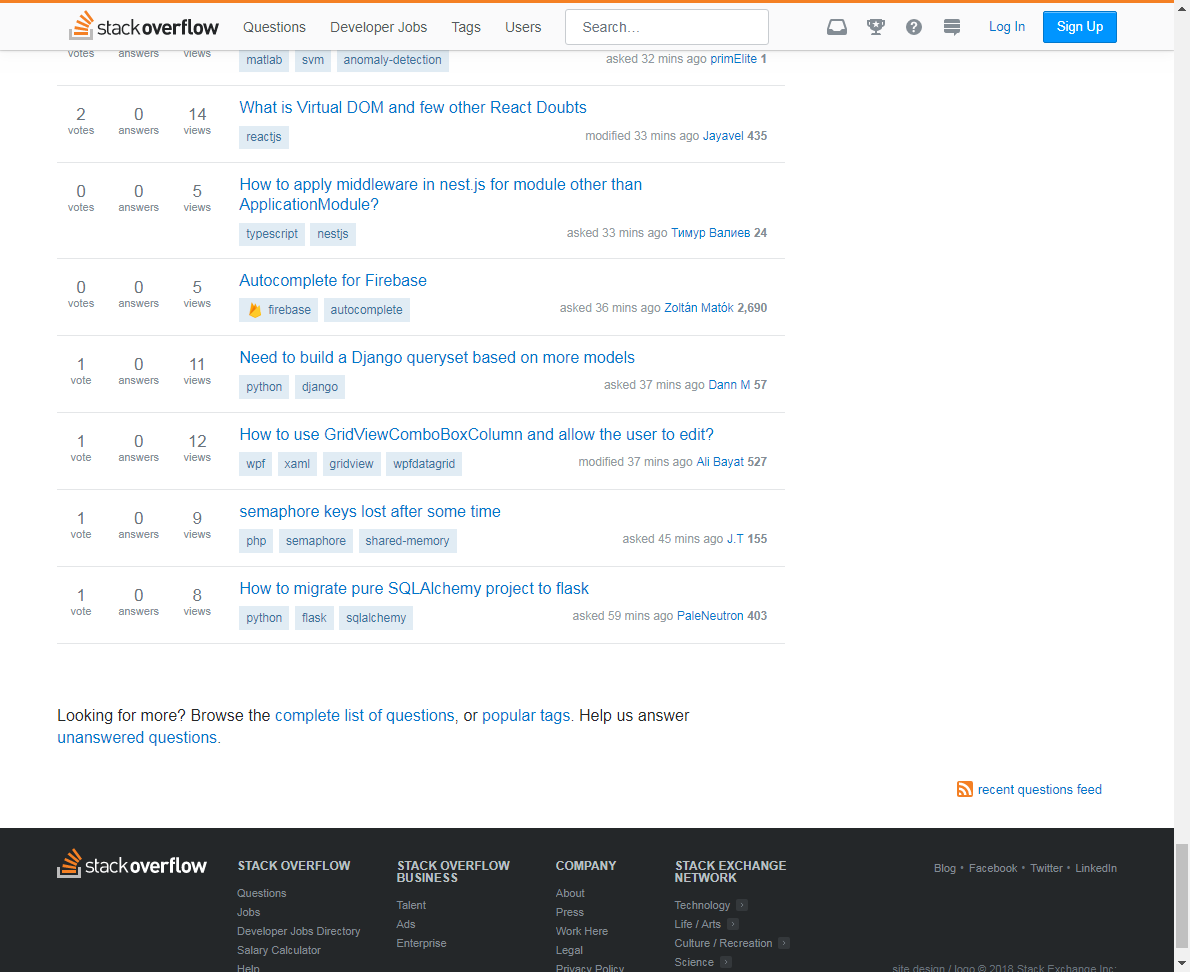 stackoverflow Questions Developer Jobs Tags Users Search... Log In Sign Up
votes answers views matlab svm anomaly-detection asked 32 mins ago primElite 1
2 0 14 What is Virtual DOM and few other React Doubts
votes answers views reactjs modified 33 mins ago Jayavel 435
0 0 5 How to apply middleware in nest.js for module other than
votes answers views ApplicationModule?
typescript nestjs asked 33 mins ago Тимур Валиев 24
0 0 5 Autocomplete for Firebase
votes answers views firebase autocomplete asked 36 mins ago Zoltán Matók 2,690
1 0 11 Need to build a Django queryset based on more models
vote answers views python django asked 37 mins ago Dann M 57
1 0 12 How to use GridViewComboBoxColumn and allow the user to edit?
vote answers views wpf xaml gridview wpfdatagrid modified 37 mins ago Ali Bayat 527
1 0 9 semaphore keys lost after some time
vote answers views php semaphore shared-memory asked 45 mins ago J.T 155
1 0 8 How to migrate pure SQLAlchemy project to flask
vote answers views python flask sqlalchemy asked 59 mins ago PaleNeutron 403
Looking for more? Browse the complete list of questions, or popular tags. Help us answer
unanswered questions.
recent questions feed
stackoverflow
STACK OVERFLOW
Questions
Jobs
Developer Jobs Directory
Salary Calculator
Help
STACK OVERFLOW
BUSINESS
Talent
Ads
Enterprise
COMPANY
About
Press
Work Here
Legal
Privacy Policy
STACK EXCHANGE
NETWORK
Technology
Life / Arts
Culture / Recreation
Science
Blog • Facebook • Twitter • LinkedIn
site design / logo © 2018 Stack Exchange Inc;